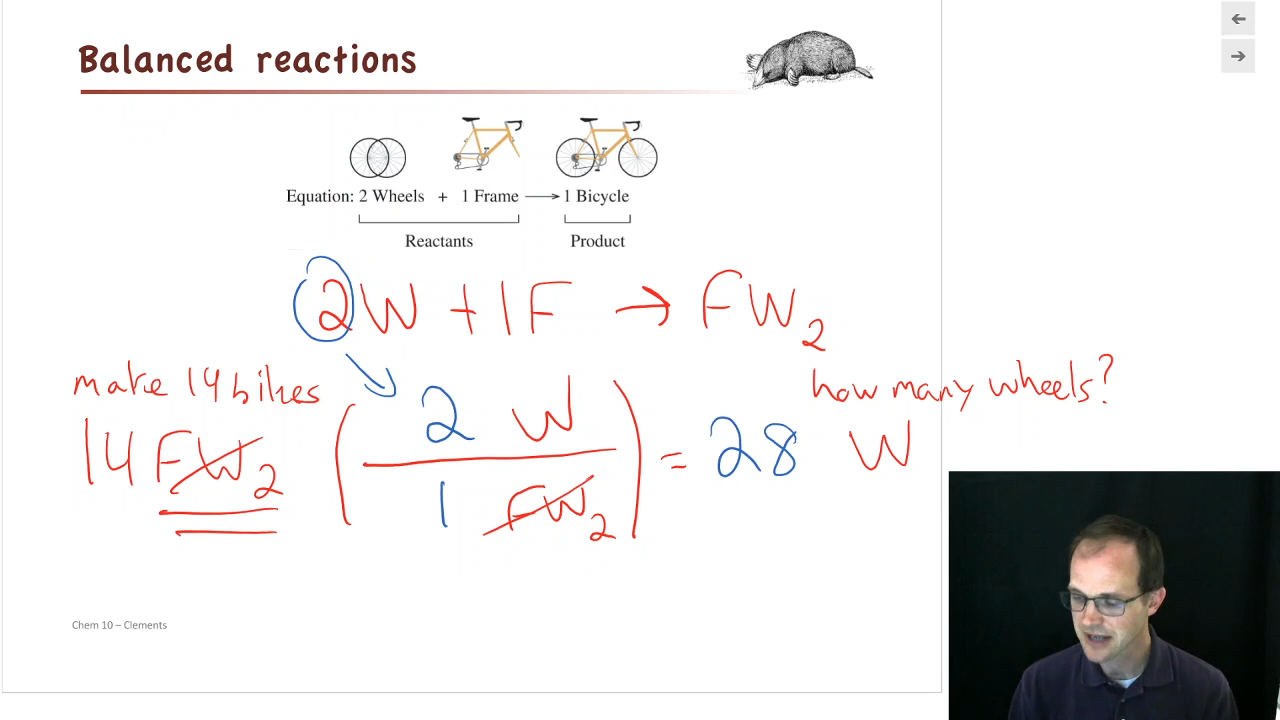 Balanced reactions
Equation: 2 Wheels + 1 Frame → 1 Bicycle
Reactants Product
2W + 1F → FW₂
make 14 bikes how many wheels?
14 FW₂ ( 2 W / 1 FW₂ ) = 28 W
Chem 10 – Clements